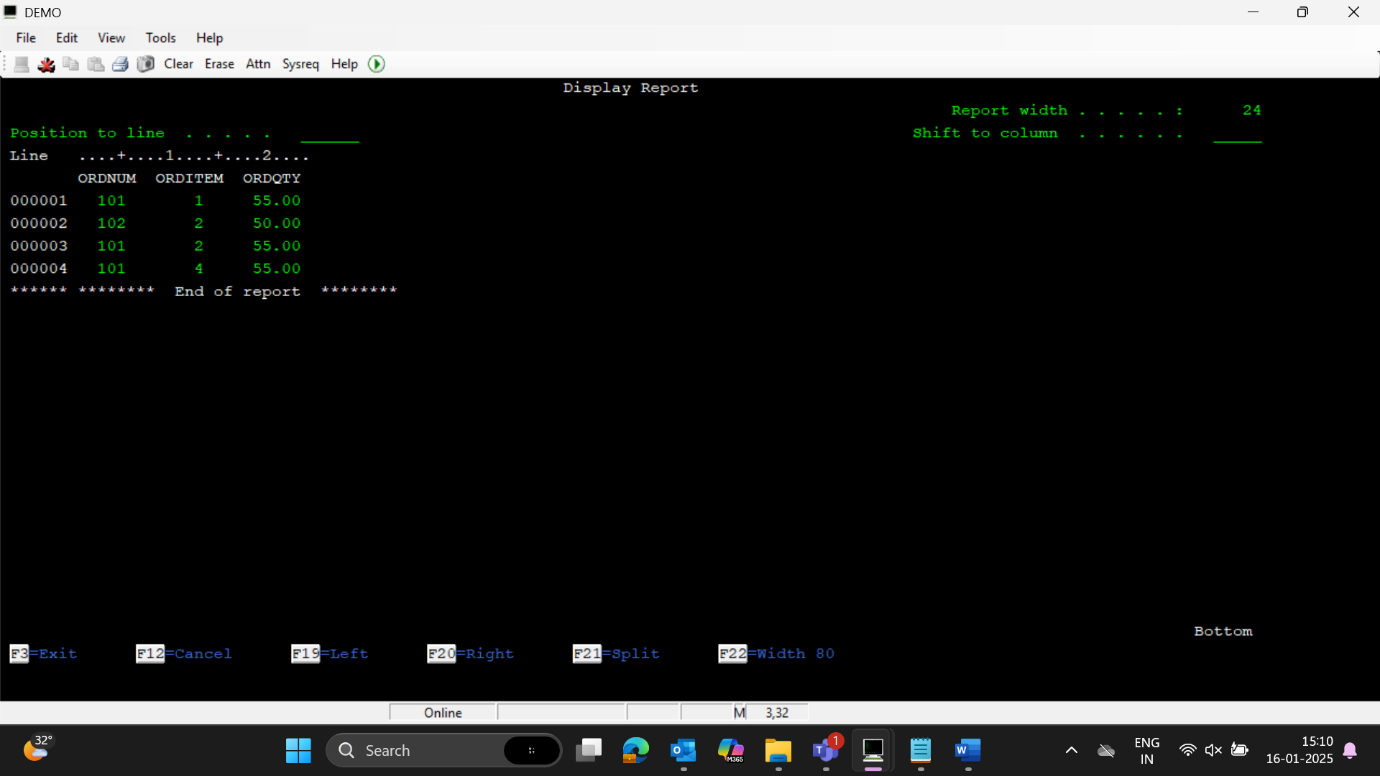 DEMO
File Edit View Tools Help
Clear Erase Attn Sysreq Help
Display Report
Report width . . . . . : 24
Position to line . . . . . ______ Shift to column . . . . . . _____
Line ....+....1....+....2....
ORDNUM ORDITEM ORDQTY
000001 101 1 55.00
000002 102 2 50.00
000003 101 2 55.00
000004 101 4 55.00
****** ******** End of report ********
Bottom
F3=Exit F12=Cancel F19=Left F20=Right F21=Split F22=Width 80
Online M 3,32
32° Search M365 1 ENG 15:10
IN 16-01-2025